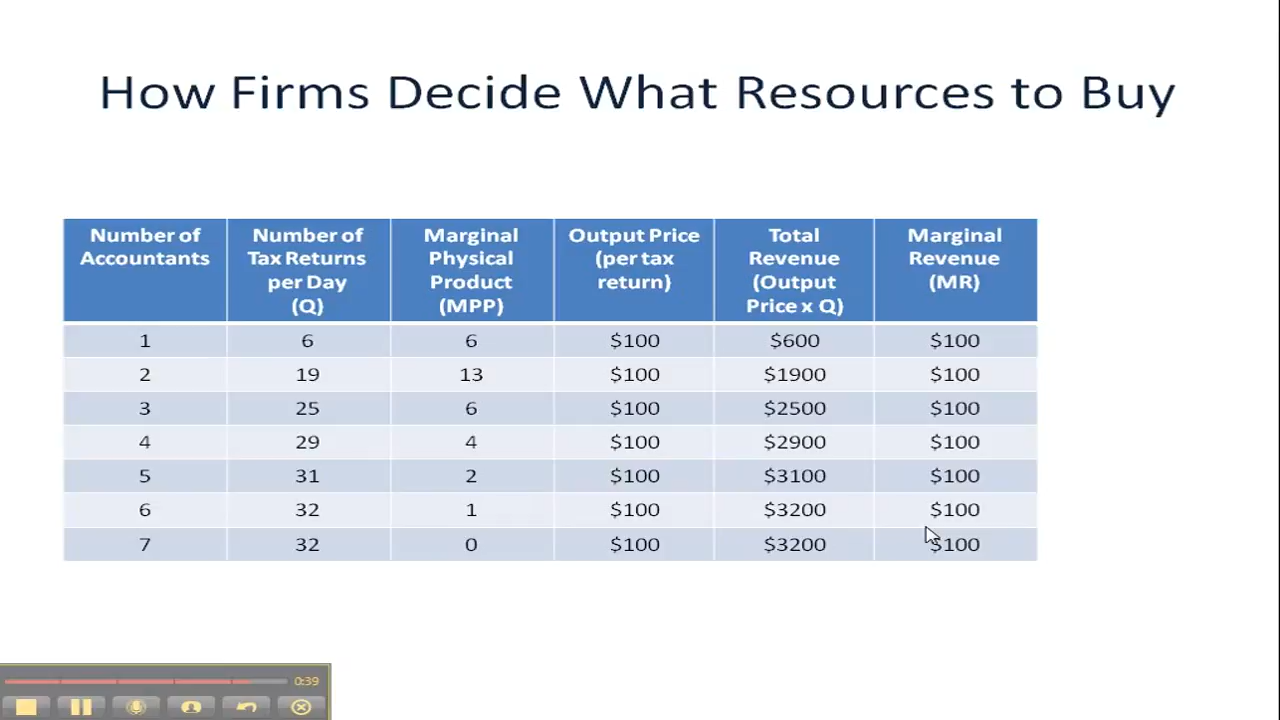 How Firms Decide What Resources to Buy
Number of Accountants | Number of Tax Returns per Day (Q) | Marginal Physical Product (MPP) | Output Price (per tax return) | Total Revenue (Output Price x Q) | Marginal Revenue (MR)
1 6 6 $100 $600 $100
2 19 13 $100 $1900 $100
3 25 6 $100 $2500 $100
4 29 4 $100 $2900 $100
5 31 2 $100 $3100 $100
6 32 1 $100 $3200 $100
7 32 0 $100 $3200 $100
0:39